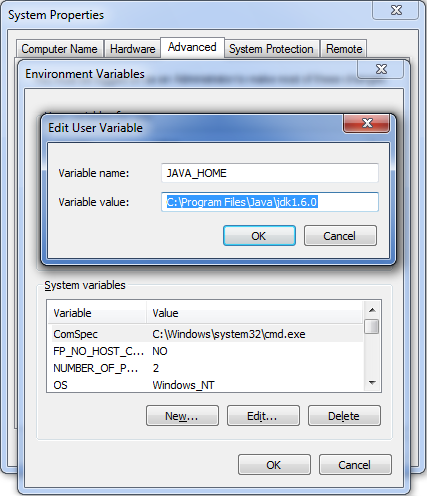 System Properties
Computer Name Hardware Advanced System Protection Remote
Environment Variables
Edit User Variable
Variable name: JAVA_HOME
Variable value: C:\Program Files\Java\jdk1.6.0
OK Cancel
System variables
Variable Value
ComSpec C:\Windows\system32\cmd.exe
FP_NO_HOST_C... NO
NUMBER_OF_P... 2
OS Windows_NT
New... Edit... Delete
OK Cancel